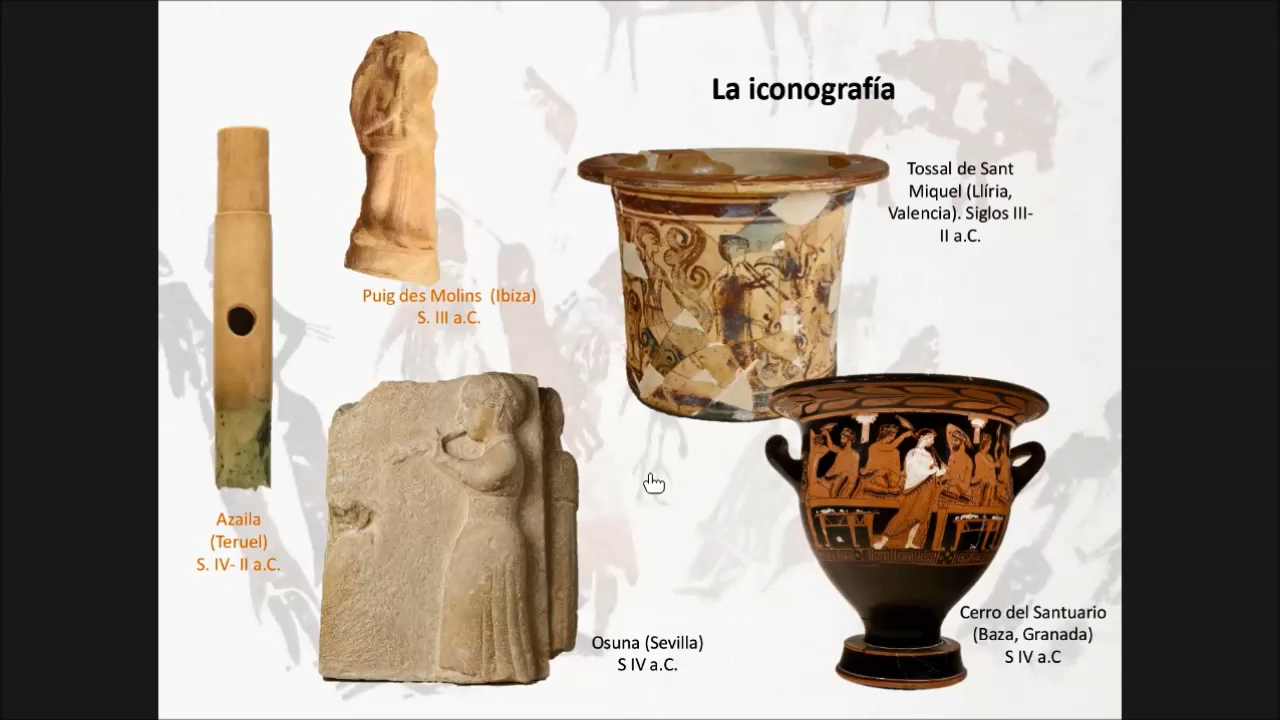 La iconografía
Tossal de Sant
Miquel (Llíria,
Valencia). Siglos III-
II a.C.
Puig des Molins (Ibiza)
S. III a.C.
Azaila
(Teruel)
S. IV- II a.C.
Osuna (Sevilla)
S IV a.C.
Cerro del Santuario
(Baza, Granada)
S IV a.C